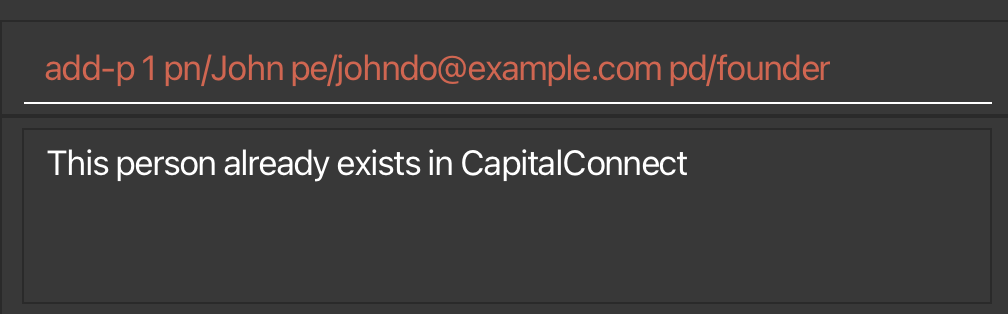 add-p 1 pn/John pe/johndo@example.com pd/founder
This person already exists in CapitalConnect